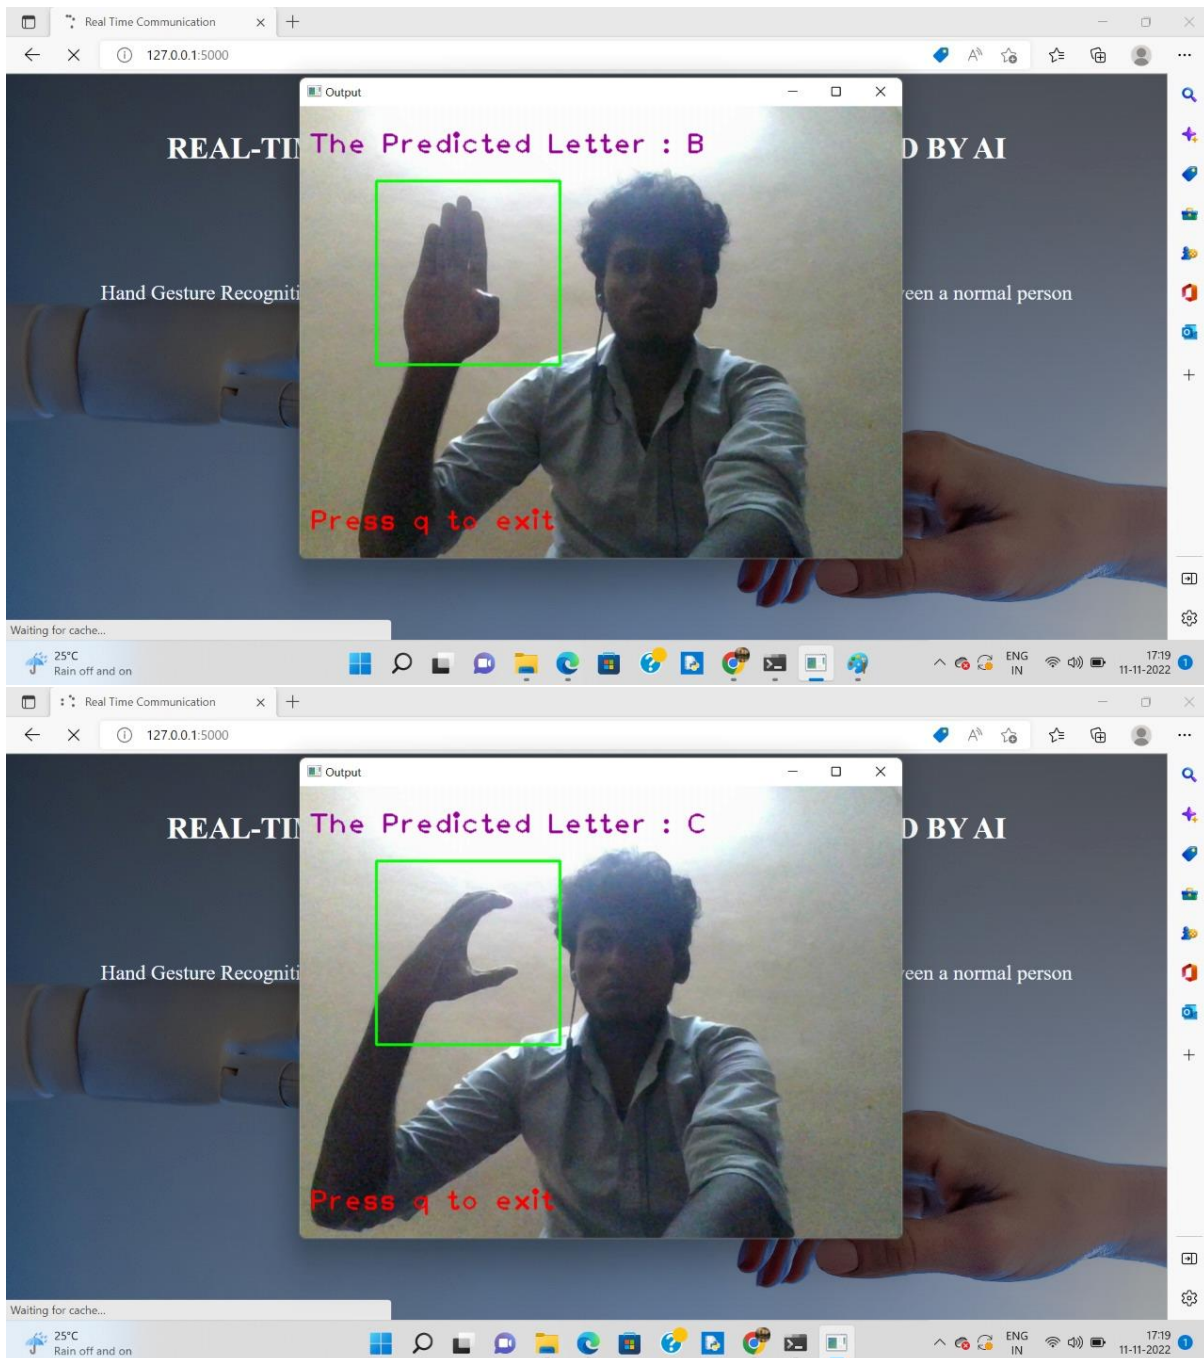 Real Time Communication
127.0.0.1:5000
Output
REAL-TI
The Predicted Letter : B
D BY AI
Hand Gesture Recogniti
een a normal person
Press q to exit
Waiting for cache...
25°C
Rain off and on
ENG
IN
17:19
11-11-2022
1
Real Time Communication
127.0.0.1:5000
Output
REAL-TI
The Predicted Letter : C
D BY AI
Hand Gesture Recogniti
een a normal person
Press q to exit
Waiting for cache...
25°C
Rain off and on
ENG
IN
17:19
11-11-2022
1